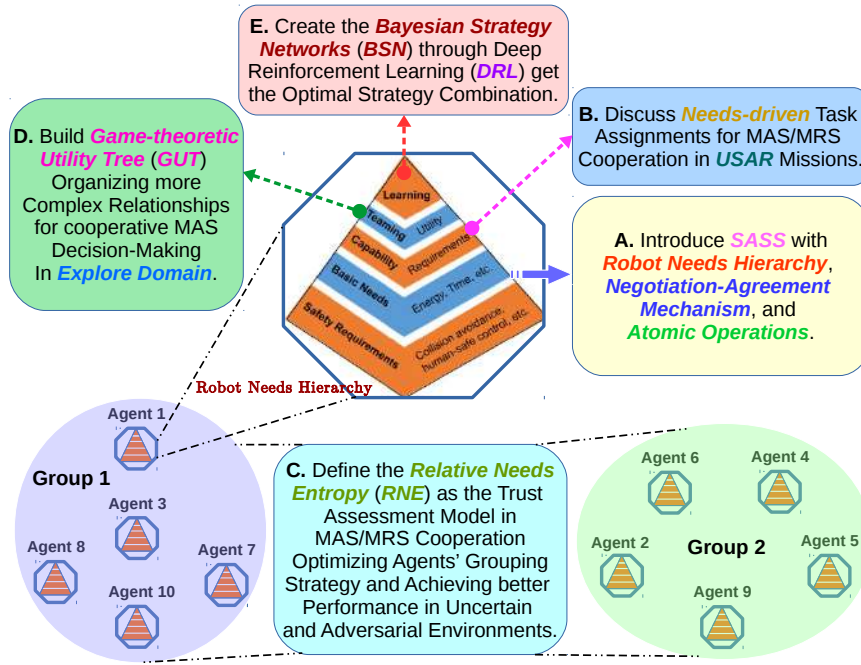 E. Create the Bayesian Strategy
Networks (BSN) through Deep
Reinforcement Learning (DRL) get
the Optimal Strategy Combination.
D. Build Game-theoretic
Utility Tree (GUT)
Organizing more
Complex Relationships
for cooperative MAS
Decision-Making
In Explore Domain.
B. Discuss Needs-driven Task
Assignments for MAS/MRS
Cooperation in USAR Missions.
A. Introduce SASS with
Robot Needs Hierarchy,
Negotiation-Agreement
Mechanism, and
Atomic Operations.
Learning
Teaming
Utility
Capability
Requirements
Basic Needs
Energy, Time, etc.
Safety Requirements
Collision avoidance,
human-safe control, etc.
Robot Needs Hierarchy
Agent 1
Group 1
Agent 3
Agent 8
Agent 7
Agent 10
C. Define the Relative Needs
Entropy (RNE) as the Trust
Assessment Model in
MAS/MRS Cooperation
Optimizing Agents' Grouping
Strategy and Achieving better
Performance in Uncertain
and Adversarial Environments.
Agent 6
Agent 4
Agent 2
Group 2
Agent 5
Agent 9